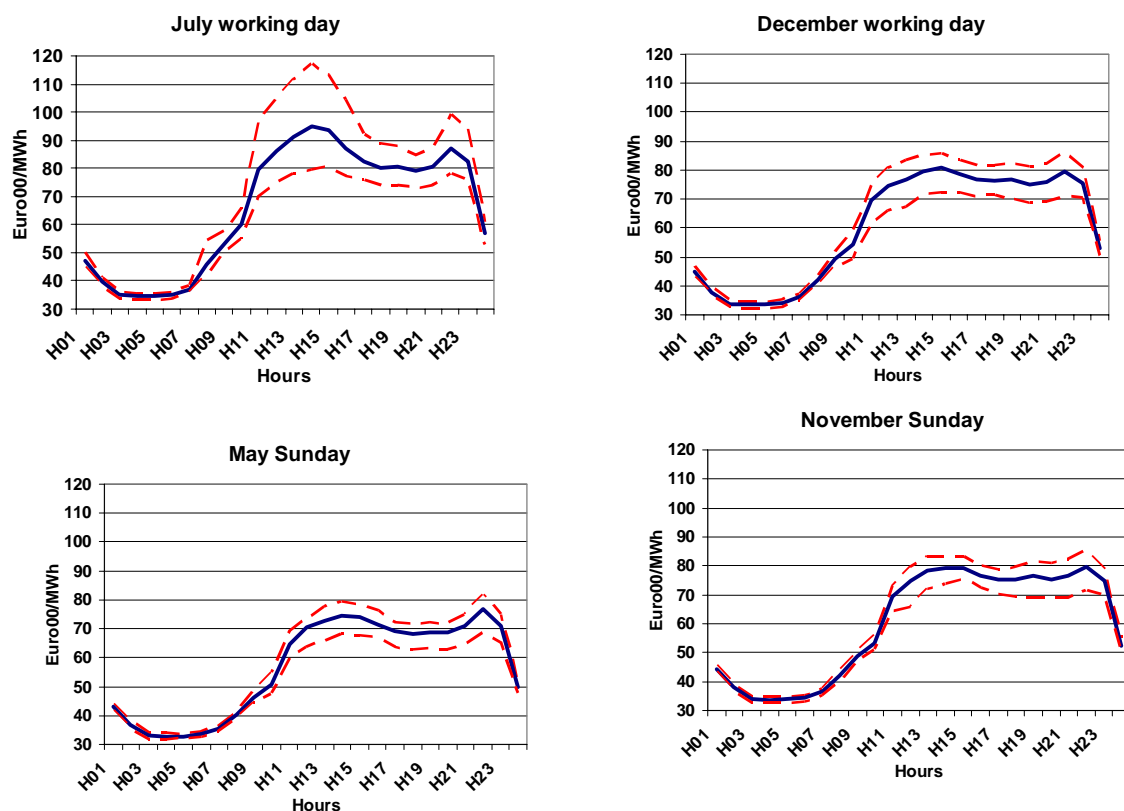 July working day
120
110
100
90
80
70
60
50
40
30
Euro00/MWh
H01
H03
H05
H07
H09
H11
H13
H15
H17
H19
H21
H23
Hours
December working day
120
110
100
90
80
70
60
50
40
30
Euro00/MWh
H01
H03
H05
H07
H09
H11
H13
H15
H17
H19
H21
H23
Hours
May Sunday
120
110
100
90
80
70
60
50
40
30
Euro00/MWh
H01
H03
H05
H07
H09
H11
H13
H15
H17
H19
H21
H23
Hours
November Sunday
120
110
100
90
80
70
60
50
40
30
Euro00/MWh
H01
H03
H05
H07
H09
H11
H13
H15
H17
H19
H21
H23
Hours